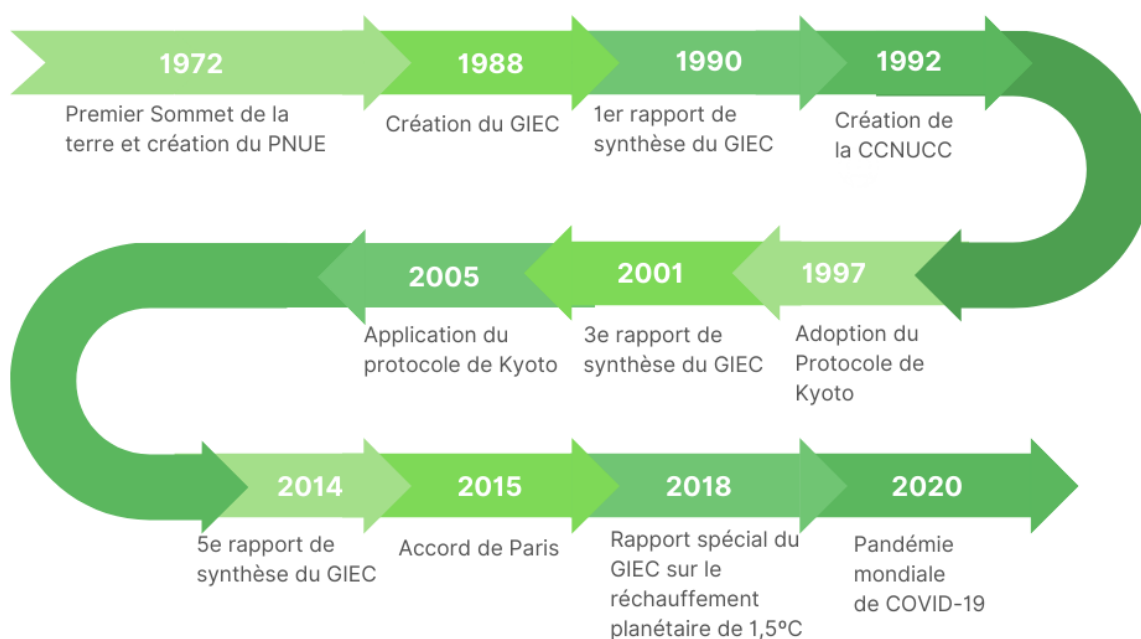 1972
Premier Sommet de la
terre et création du PNUE
1988
Création du GIEC
1990
1er rapport de
synthèse du GIEC
1992
Création de
la CCNUCC
1997
Adoption du
Protocole de
Kyoto
2001
3e rapport de
synthèse du GIEC
2005
Application du
protocole de Kyoto
2014
5e rapport de
synthèse du GIEC
2015
Accord de Paris
2018
Rapport spécial du
GIEC sur le
réchauffement
planétaire de 1,5ºC
2020
Pandémie
mondiale
de COVID-19